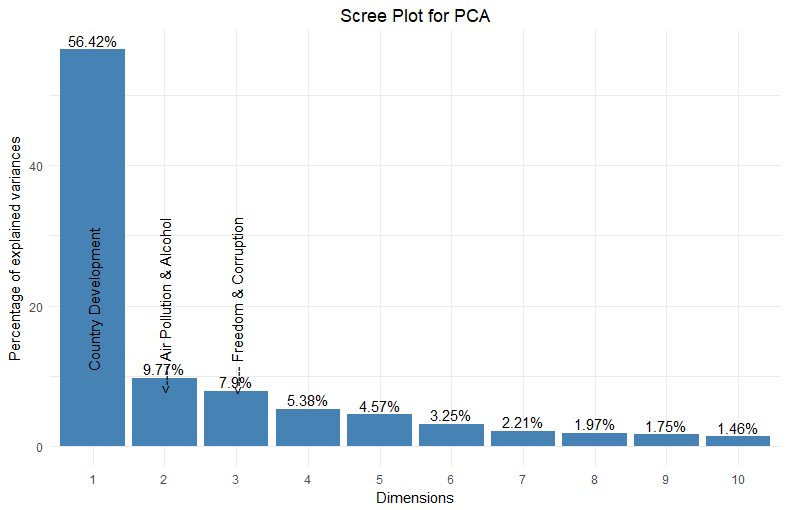 Scree Plot for PCA
56.42%
9.77%
7.9%
5.38%
4.57%
3.25%
2.21%
1.97%
1.75%
1.46%
Country Development
<--- Air Pollution & Alcohol
<--- Freedom & Corruption
Percentage of explained variances
40
20
0
1 2 3 4 5 6 7 8 9 10
Dimensions